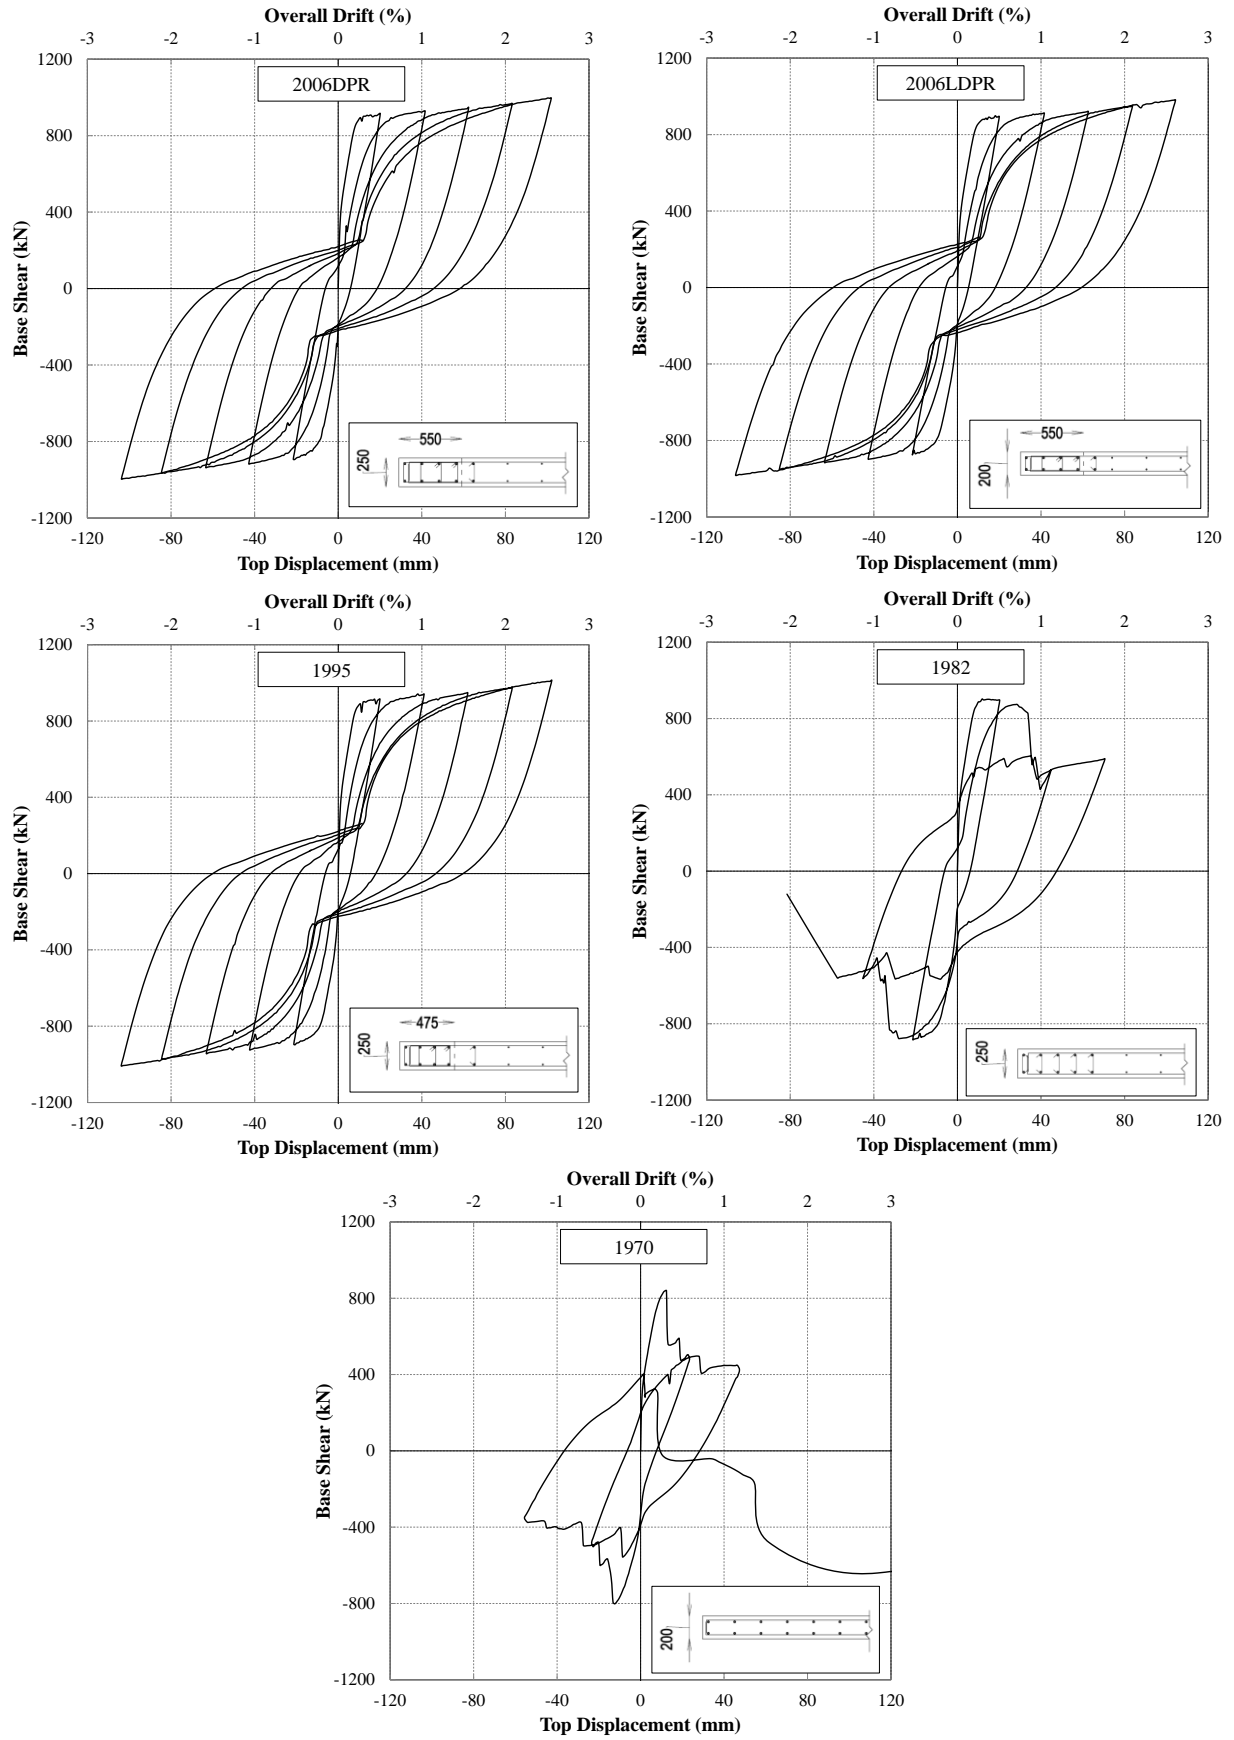 Overall Drift (%)
-3 -2 -1 0 1 2 3
2006DPR
1200
800
400
0
-400
-800
-1200
Base Shear (kN)
550
250
-120 -80 -40 0 40 80 120
Top Displacement (mm)
Overall Drift (%)
-3 -2 -1 0 1 2 3
2006LDPR
1200
800
400
0
-400
-800
-1200
Base Shear (kN)
550
200
-120 -80 -40 0 40 80 120
Top Displacement (mm)
Overall Drift (%)
-3 -2 -1 0 1 2 3
1995
1200
800
400
0
-400
-800
-1200
Base Shear (kN)
475
250
-120 -80 -40 0 40 80 120
Top Displacement (mm)
Overall Drift (%)
-3 -2 -1 0 1 2 3
1982
1200
800
400
0
-400
-800
-1200
Base Shear (kN)
250
-120 -80 -40 0 40 80 120
Top Displacement (mm)
Overall Drift (%)
-3 -2 -1 0 1 2 3
1970
1200
800
400
0
-400
-800
-1200
Base Shear (kN)
200
-120 -80 -40 0 40 80 120
Top Displacement (mm)